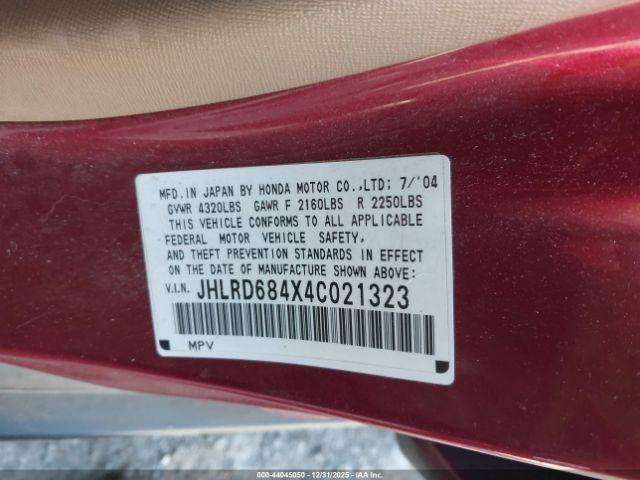 MFD.IN JAPAN BY HONDA MOTOR CO.,LTD; 7/'04
GVWR 4320LBS GAWR F 2160LBS R 2250LBS
THIS VEHICLE CONFORMS TO ALL APPLICABLE
FEDERAL MOTOR VEHICLE SAFETY,
AND THEFT PREVENTION STANDARDS IN EFFECT
ON THE DATE OF MANUFACTURE SHOWN ABOVE.
V.I.N. JHLRD684X4C021323
MPV
000-44045050 - 12/31/2025 - IAAI.COM